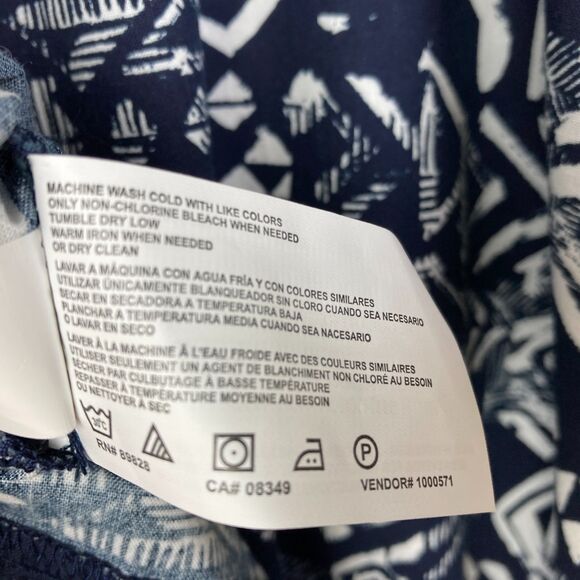 MACHINE WASH COLD WITH LIKE COLORS
ONLY NON-CHLORINE BLEACH WHEN NEEDED
TUMBLE DRY LOW
WARM IRON WHEN NEEDED
OR DRY CLEAN
LAVAR A MÁQUINA CON AGUA FRÍA Y CON COLORES SIMILARES
UTILIZAR ÚNICAMENTE BLANQUEADOR SIN CLORO CUANDO SEA NECESARIO
SECAR EN SECADORA A TEMPERATURA BAJA
PLANCHAR A TEMPERATURA MEDIA CUANDO SEA NACESARIO
O LAVAR EN SECO
LAVER À LA MACHINE À L'EAU FROIDE AVEC DES COULEURS SIMILAIRES
UTILISER SEULEMENT UN AGENT DE BLANCHIMENT NON CHLORÉ AU BESOIN
SÉCHER PAR CULBUTAGE À BASSE TEMPÉRATURE
REPASSER À TEMPÉRATURE MOYENNE AU BESOIN
OU NETTOYER À SEC
30°C
P
RN# 89828
CA# 08349
VENDOR# 1000571